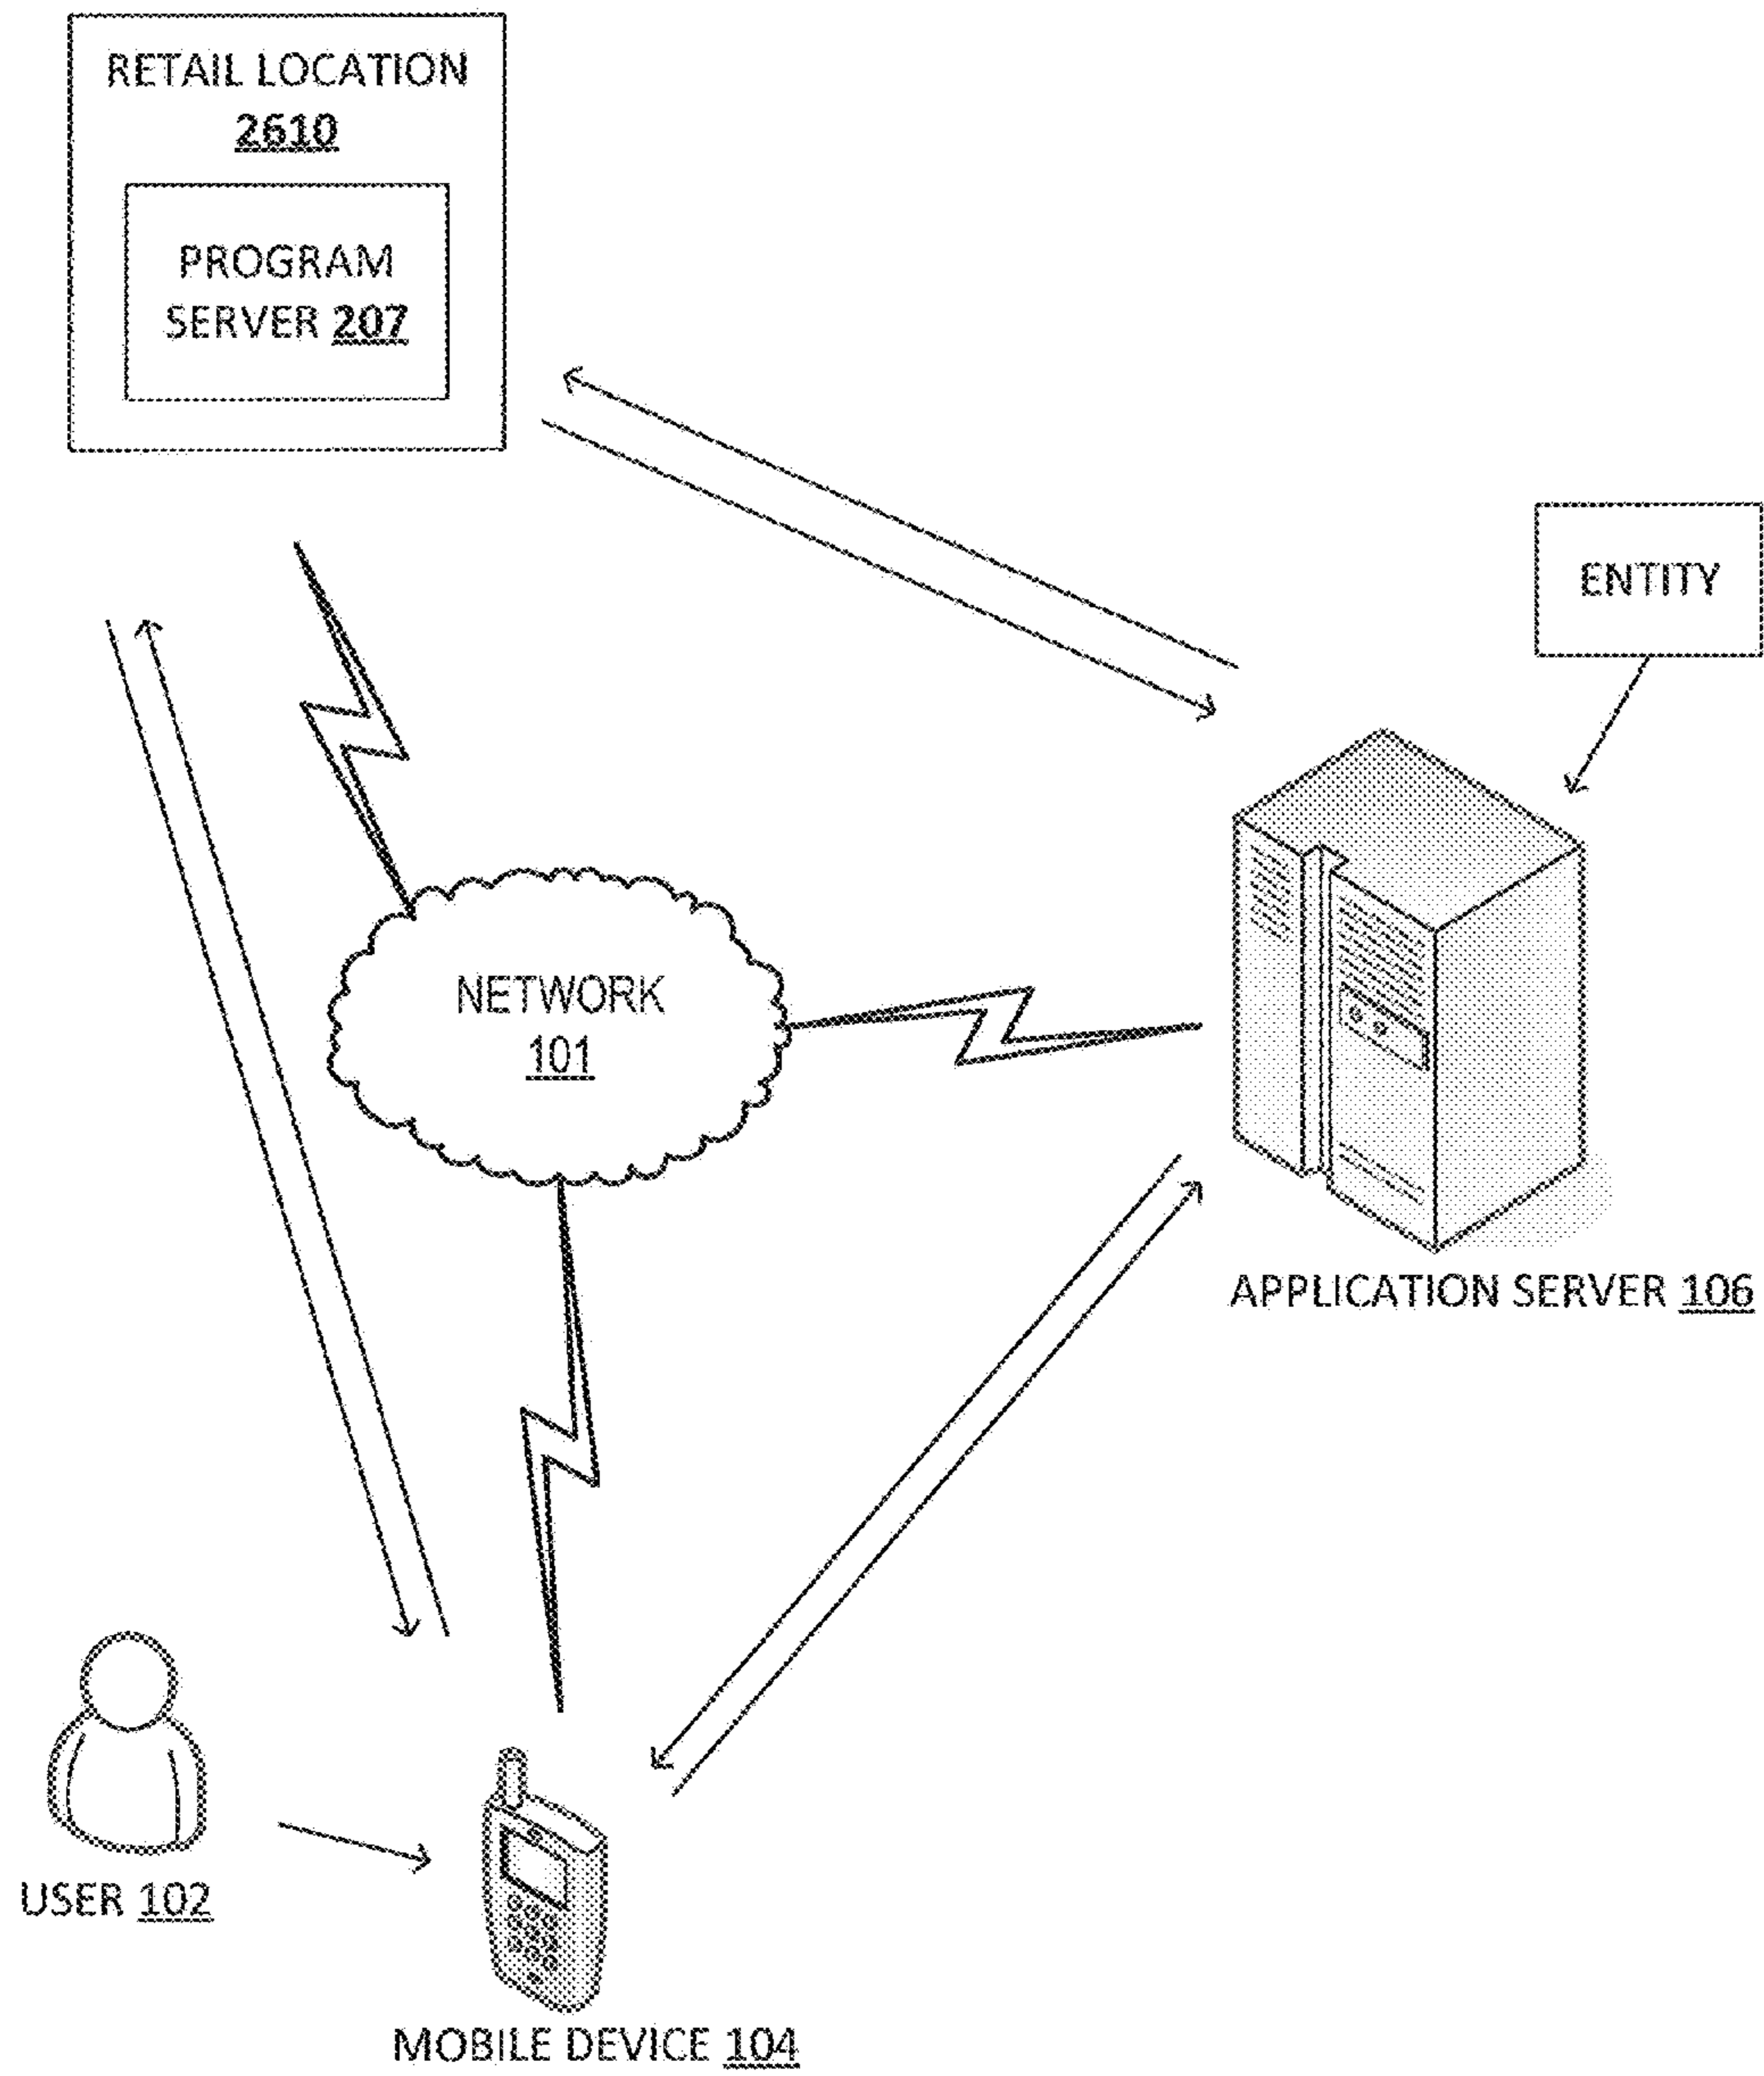 RETAIL LOCATION
2610
PROGRAM
SERVER 207
ENTITY
NETWORK
101
APPLICATION SERVER 106
USER 102
MOBILE DEVICE 104